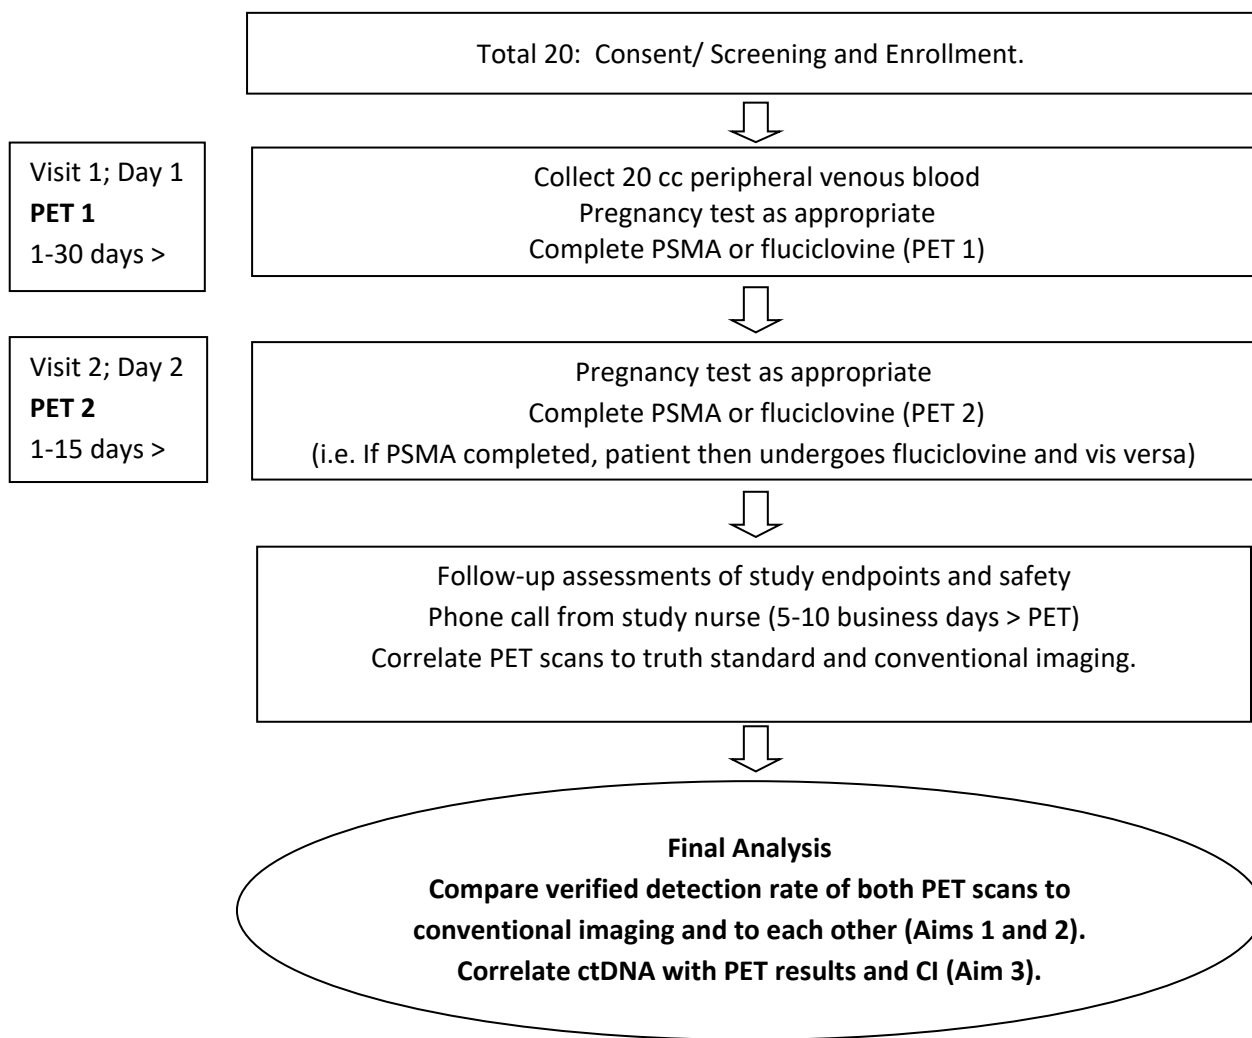 Total 20:  Consent/ Screening and Enrollment.
Visit 1; Day 1
PET 1
1-30 days >
Collect 20 cc peripheral venous blood
Pregnancy test as appropriate
Complete PSMA or fluciclovine (PET 1)
Visit 2; Day 2
PET 2
1-15 days >
Pregnancy test as appropriate
Complete PSMA or fluciclovine (PET 2)
(i.e. If PSMA completed, patient then undergoes fluciclovine and vis versa)
Follow-up assessments of study endpoints and safety
Phone call from study nurse (5-10 business days > PET)
Correlate PET scans to truth standard and conventional imaging.
Final Analysis
Compare verified detection rate of both PET scans to
conventional imaging and to each other (Aims 1 and 2).
Correlate ctDNA with PET results and CI (Aim 3).